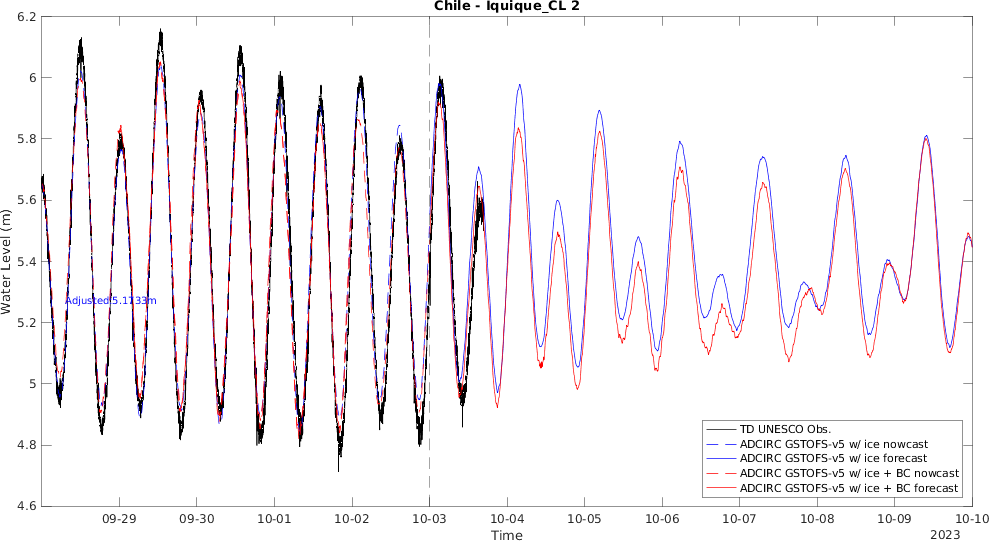 Chile - Iquique_CL 2
6.2
6
5.8
5.6
5.4
5.2
5
4.8
4.6
Water Level (m)
Adjusted 5.1733m
TD UNESCO Obs.
ADCIRC GSTOFS-v5 w/ ice nowcast
ADCIRC GSTOFS-v5 w/ ice forecast
ADCIRC GSTOFS-v5 w/ ice + BC nowcast
ADCIRC GSTOFS-v5 w/ ice + BC forecast
09-29 09-30 10-01 10-02 10-03 10-04 10-05 10-06 10-07 10-08 10-09 10-10
Time
2023